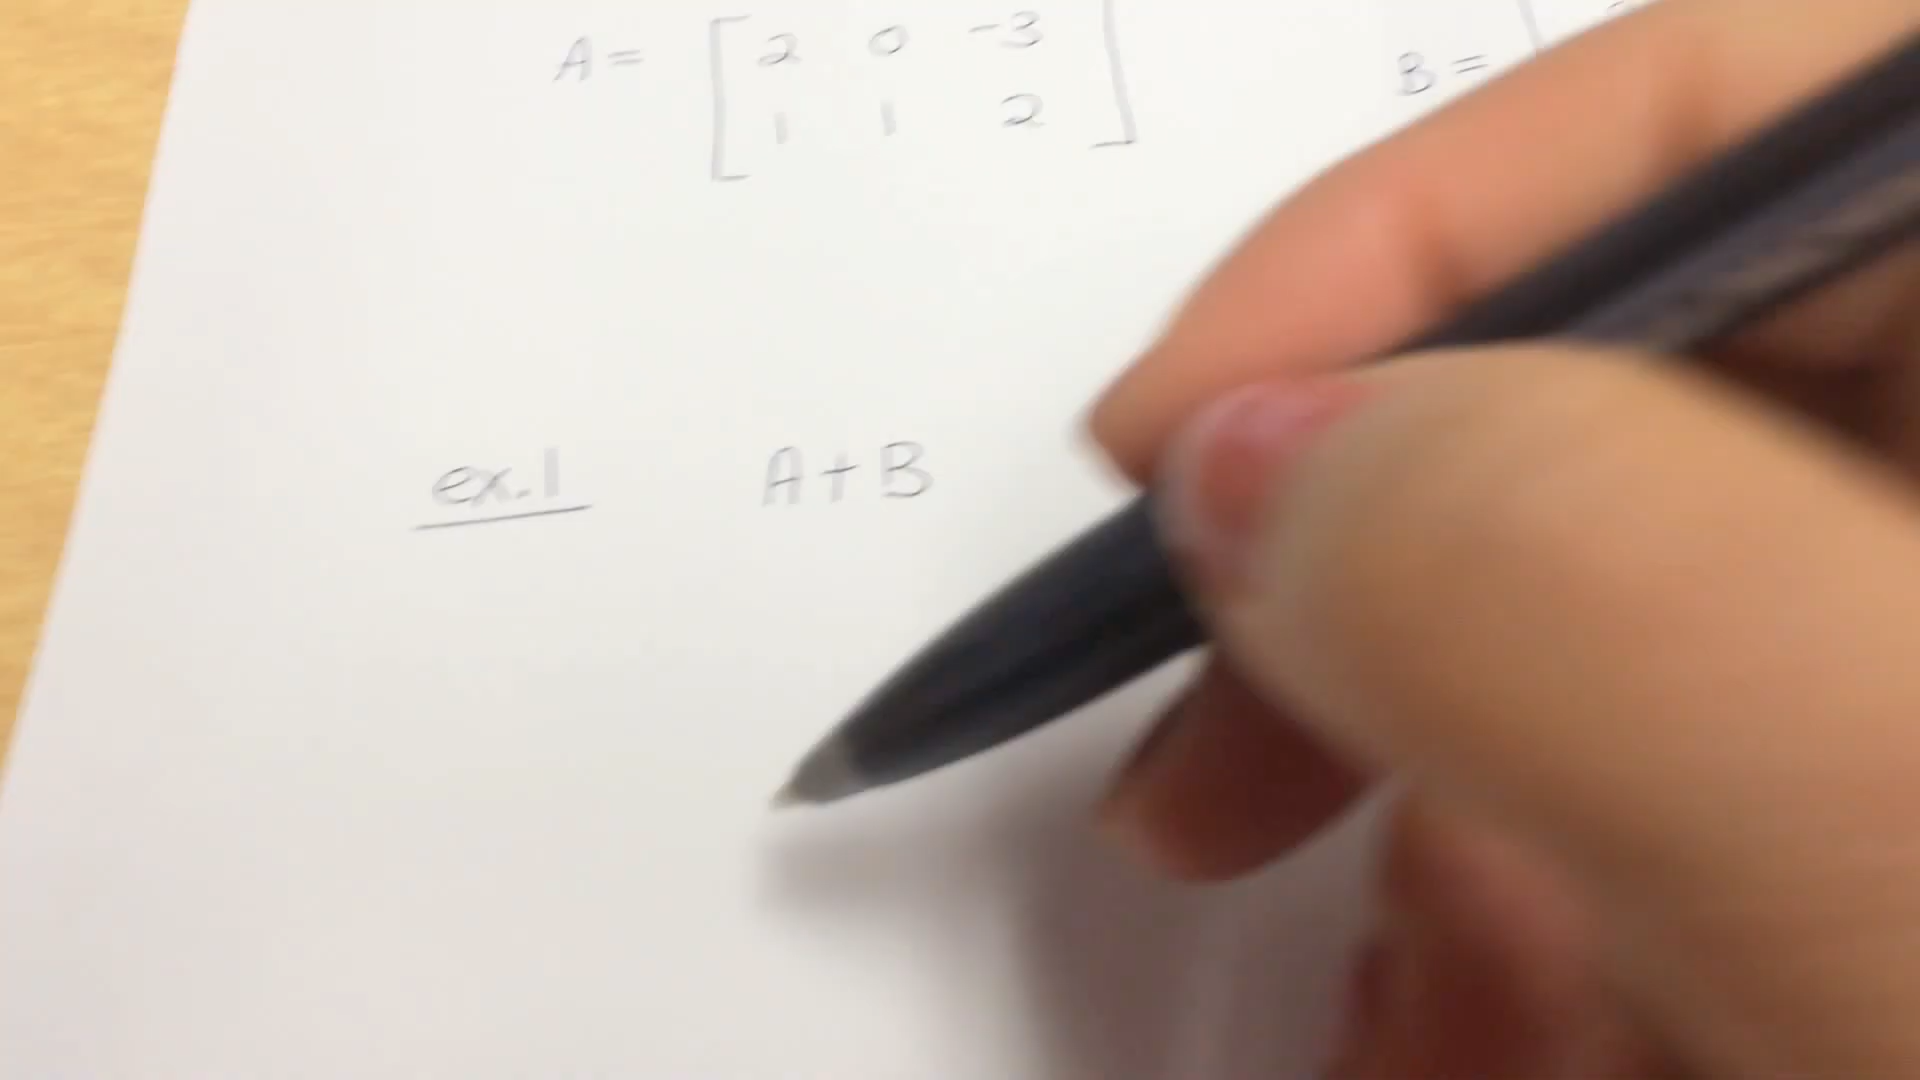 A = [ 2 0 -3 B = [
1 1 2 ]
ex.1 A + B